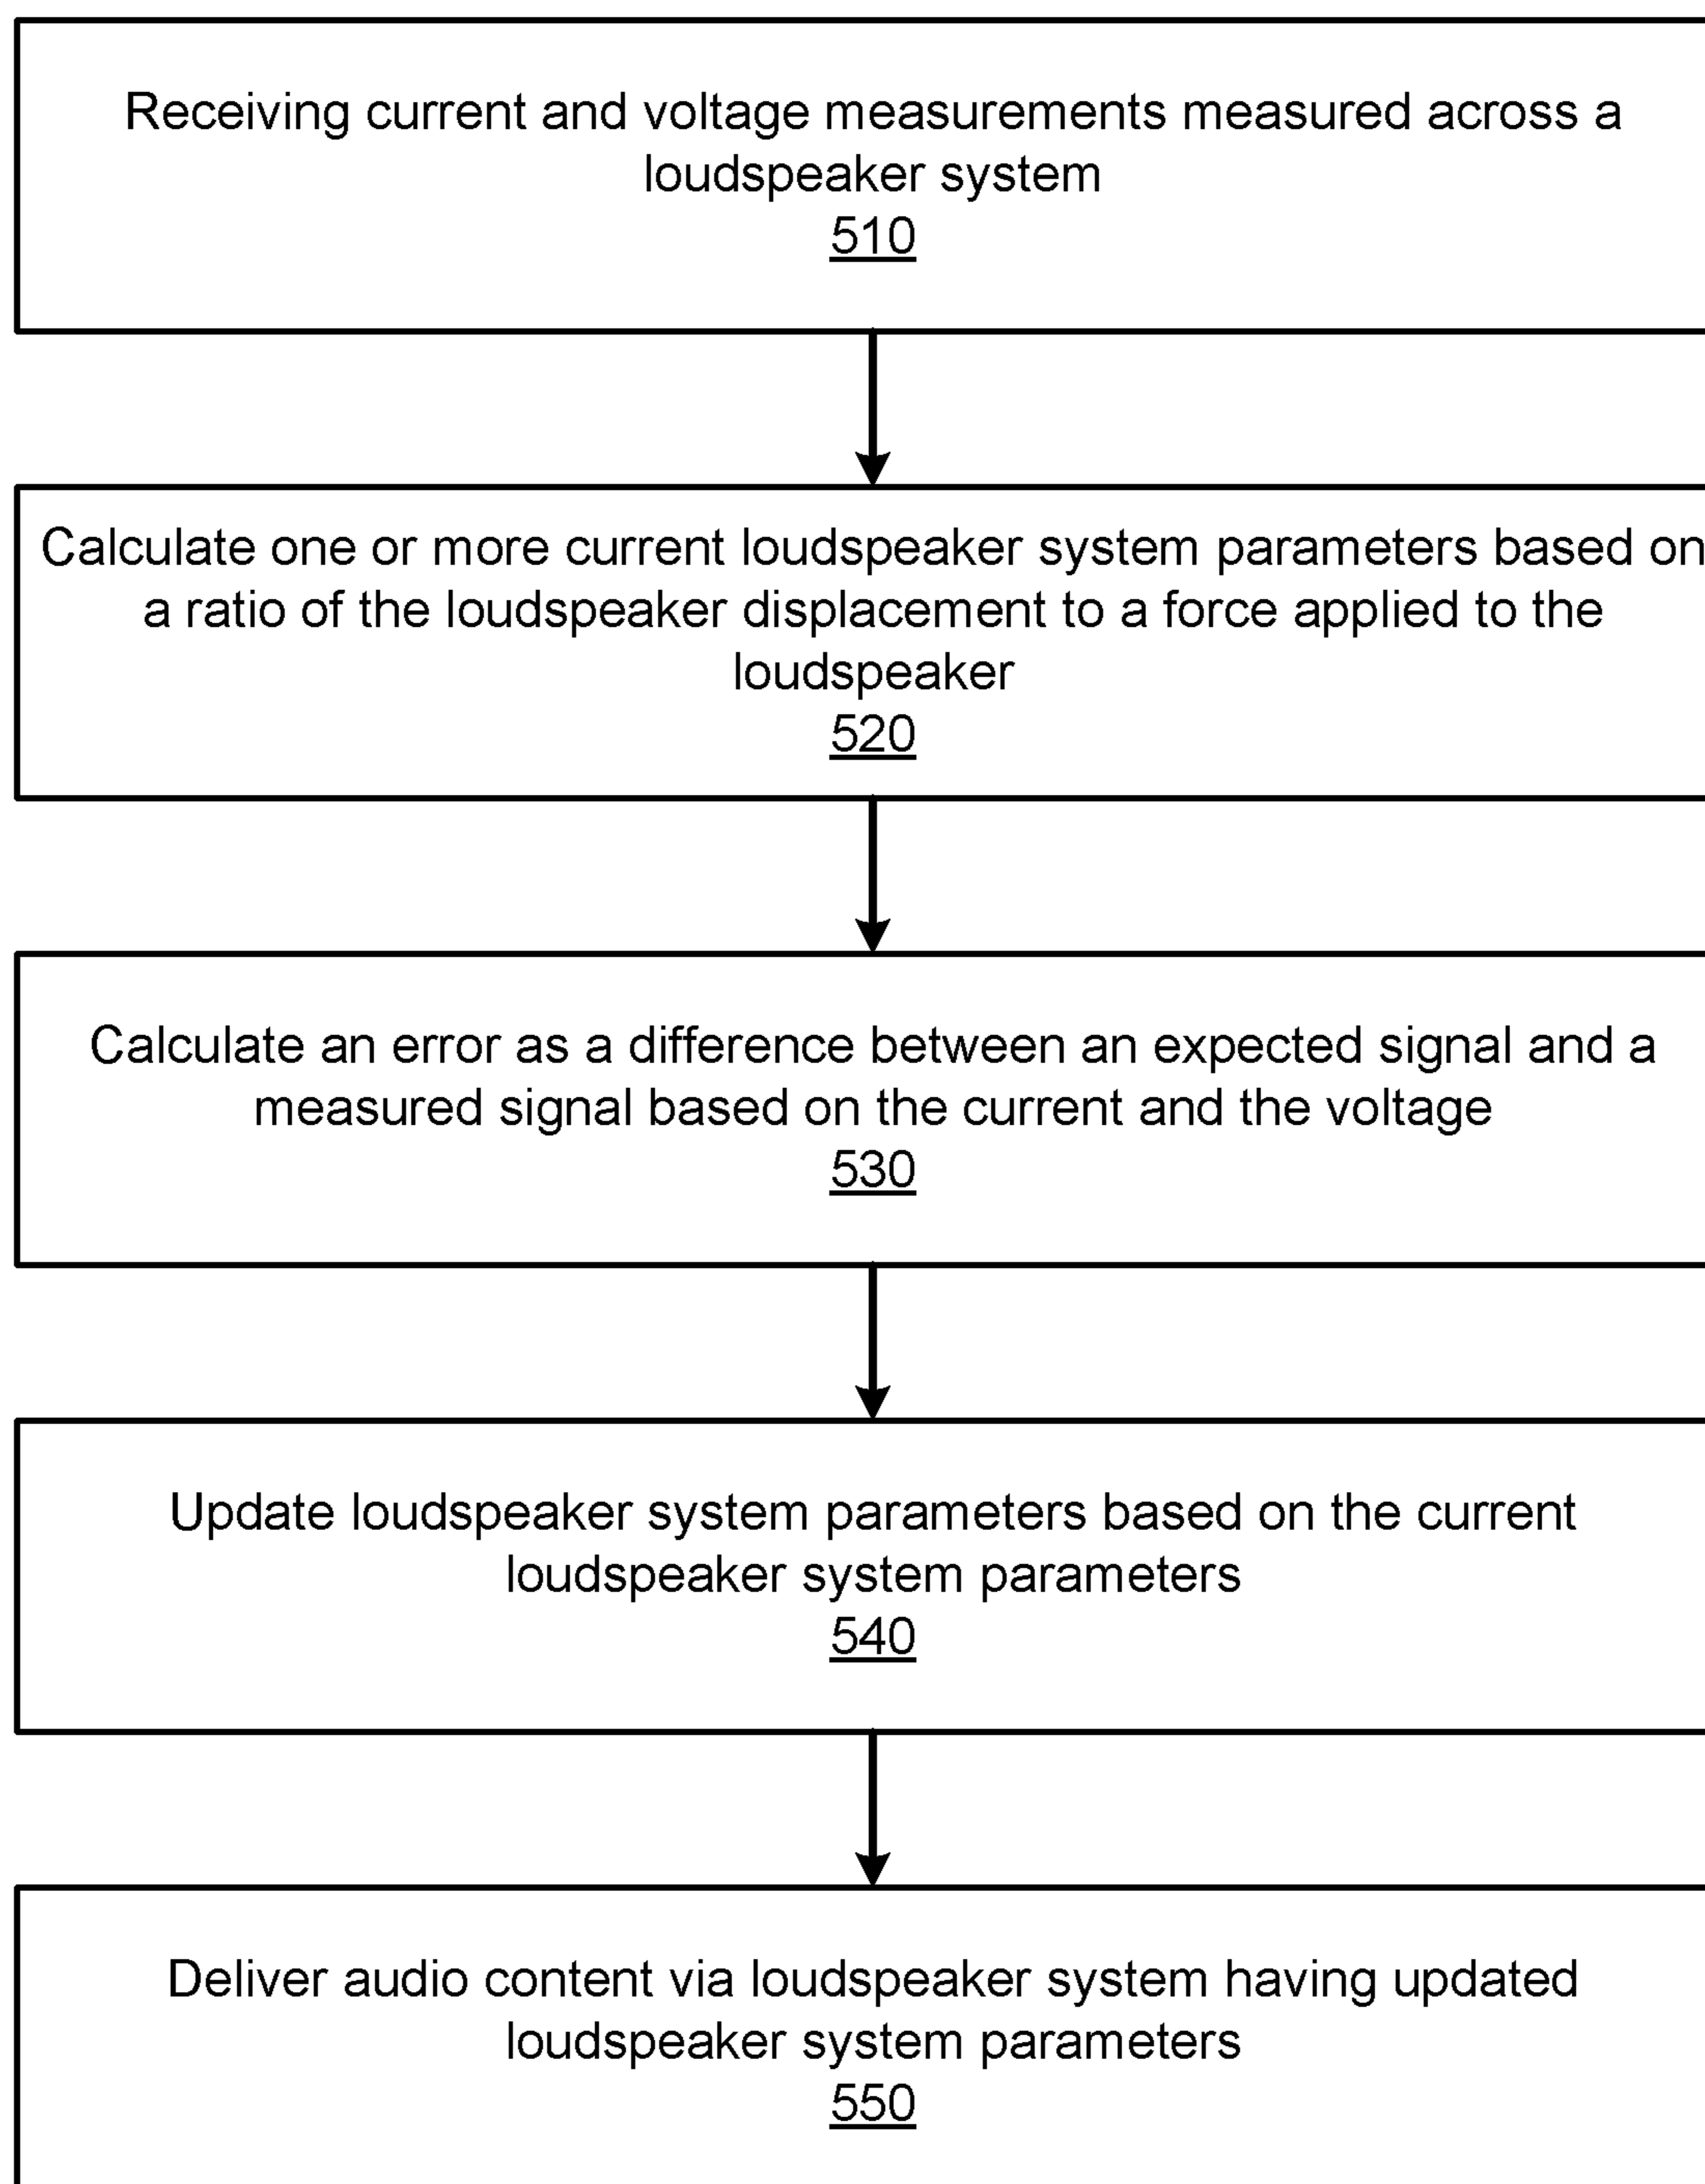 Receiving current and voltage measurements measured across a
loudspeaker system
510
Calculate one or more current loudspeaker system parameters based on
a ratio of the loudspeaker displacement to a force applied to the
loudspeaker
520
Calculate an error as a difference between an expected signal and a
measured signal based on the current and the voltage
530
Update loudspeaker system parameters based on the current
loudspeaker system parameters
540
Deliver audio content via loudspeaker system having updated
loudspeaker system parameters
550